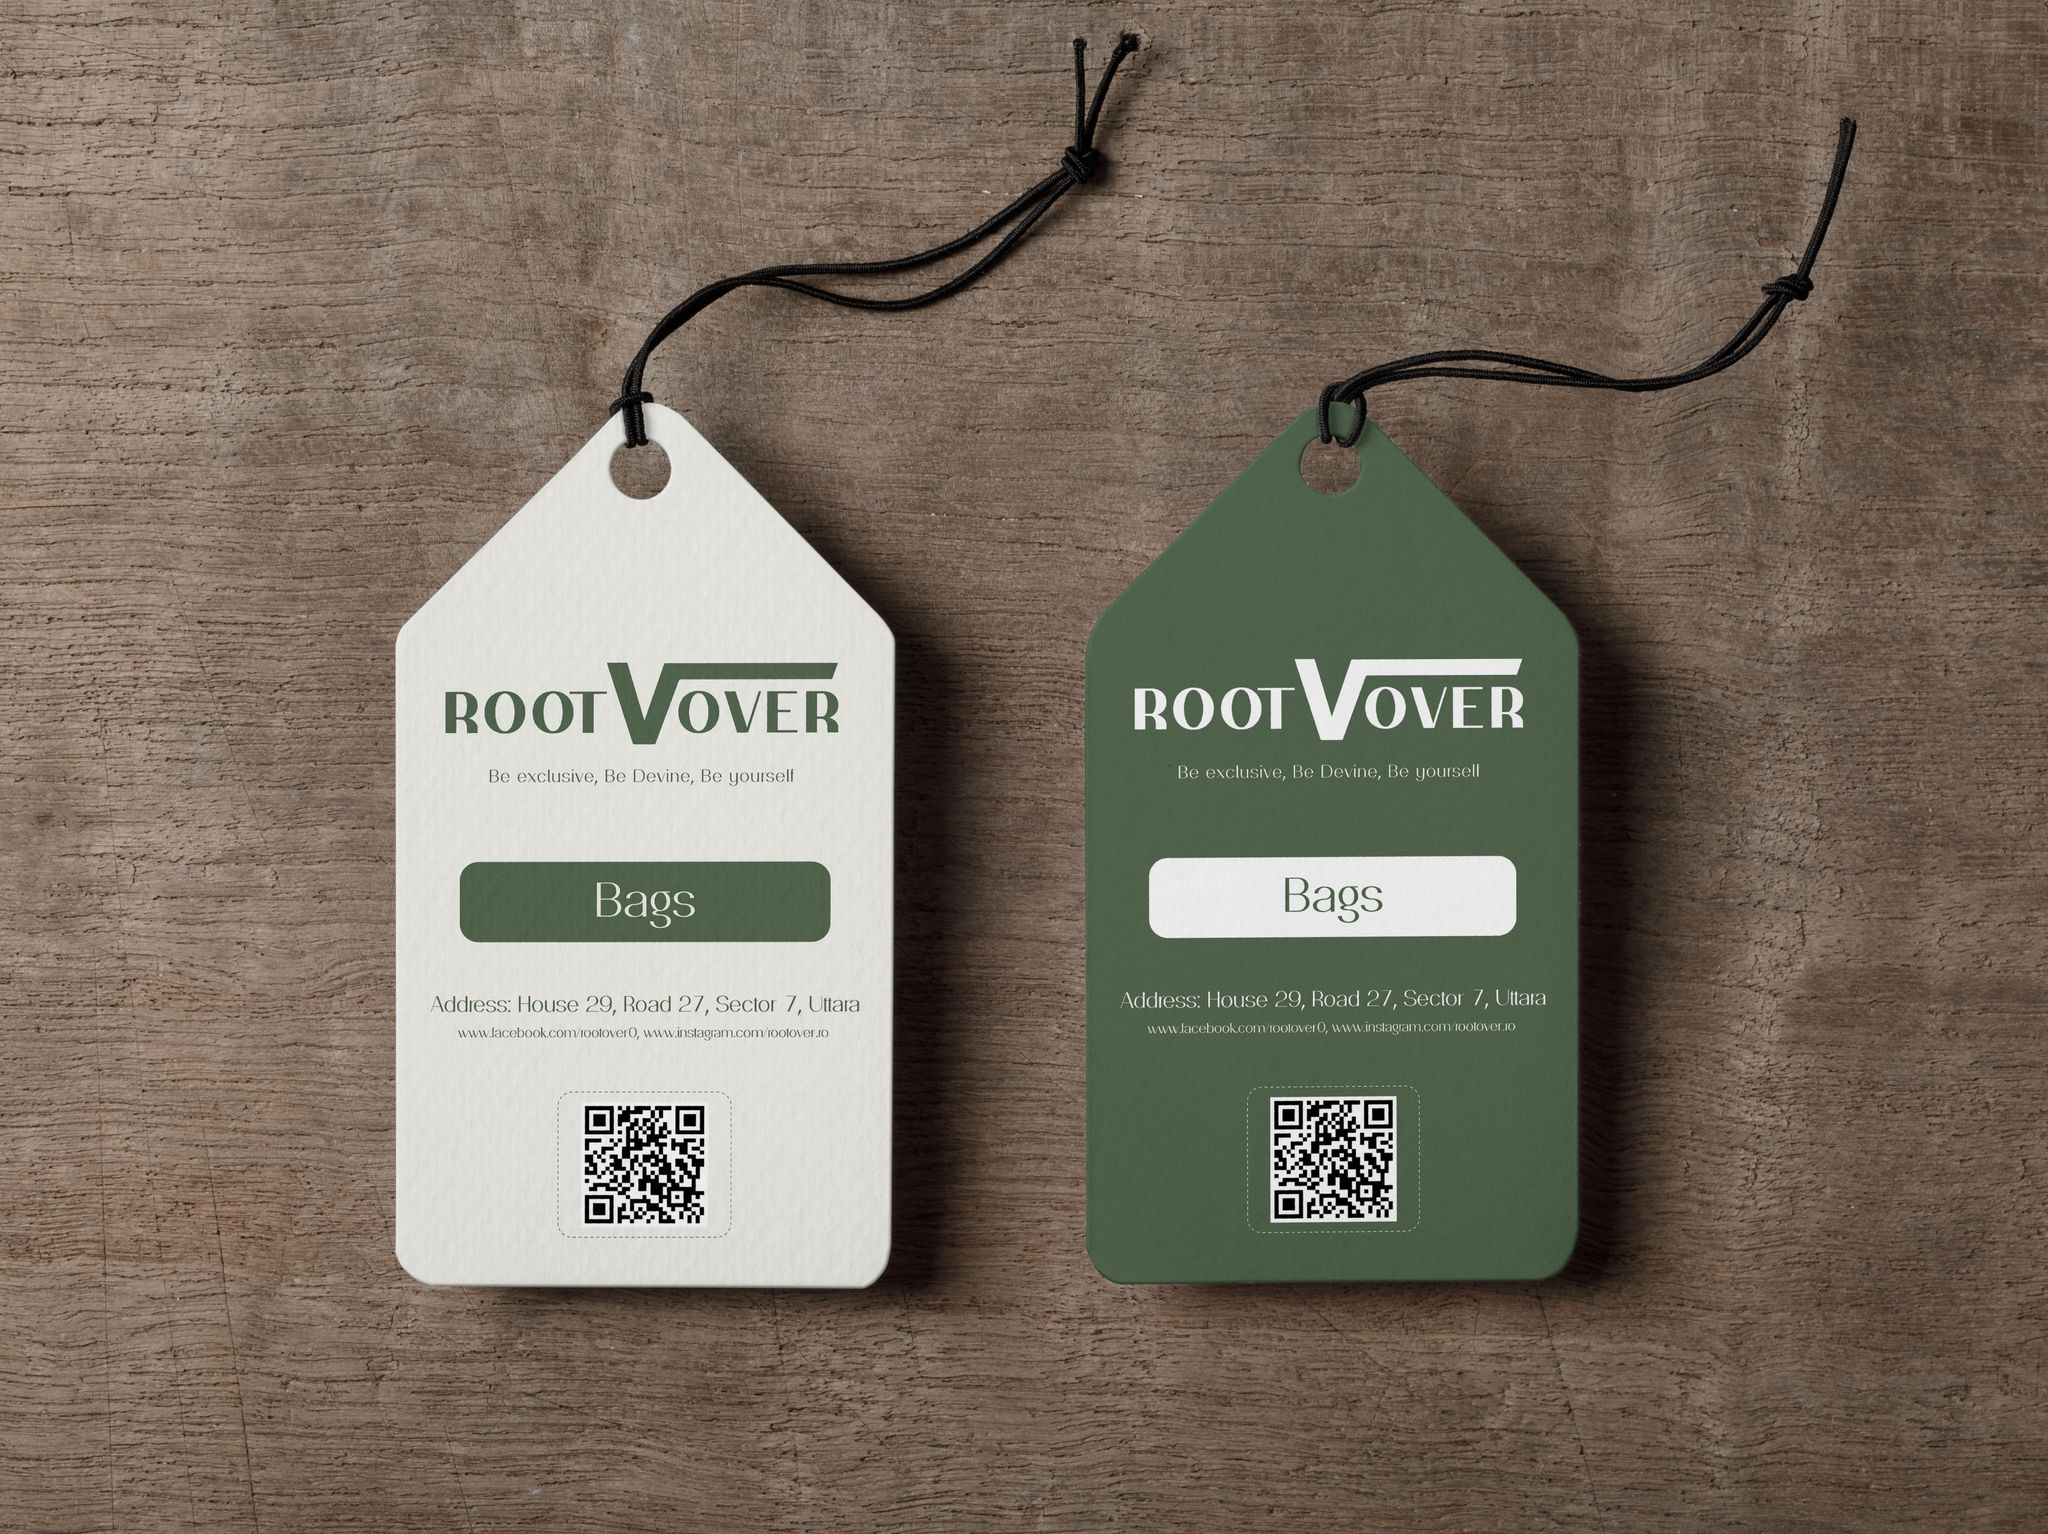 ROOTVOVER
Be exclusive, Be Devine, Be yourself
Bags
Address: House 29, Road 27, Sector 7, Uttara
www.facebook.com/rootover0, www.instagram.com/rootover.ro
ROOTVOVER
Be exclusive, Be Devine, Be yourself
Bags
Address: House 29, Road 27, Sector 7, Uttara
www.facebook.com/rootover0, www.instagram.com/rootover.ro